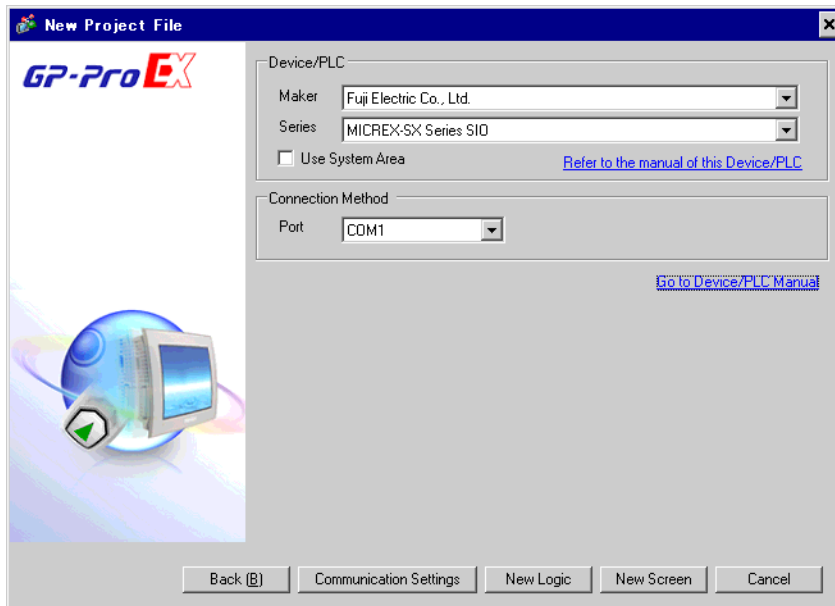 New Project File
GP-Pro EX
Device/PLC
Maker Fuji Electric Co., Ltd.
Series MICREX-SX Series SIO
Use System Area Refer to the manual of this Device/PLC
Connection Method
Port COM1
Go to Device/PLC Manual
Back (B) Communication Settings New Logic New Screen Cancel